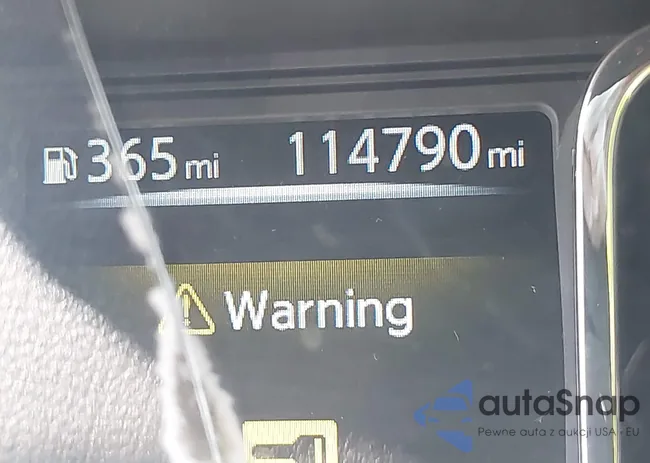 365 mi 114790 mi
Warning
autaSnap
Pewne auta z aukcji USA - EU